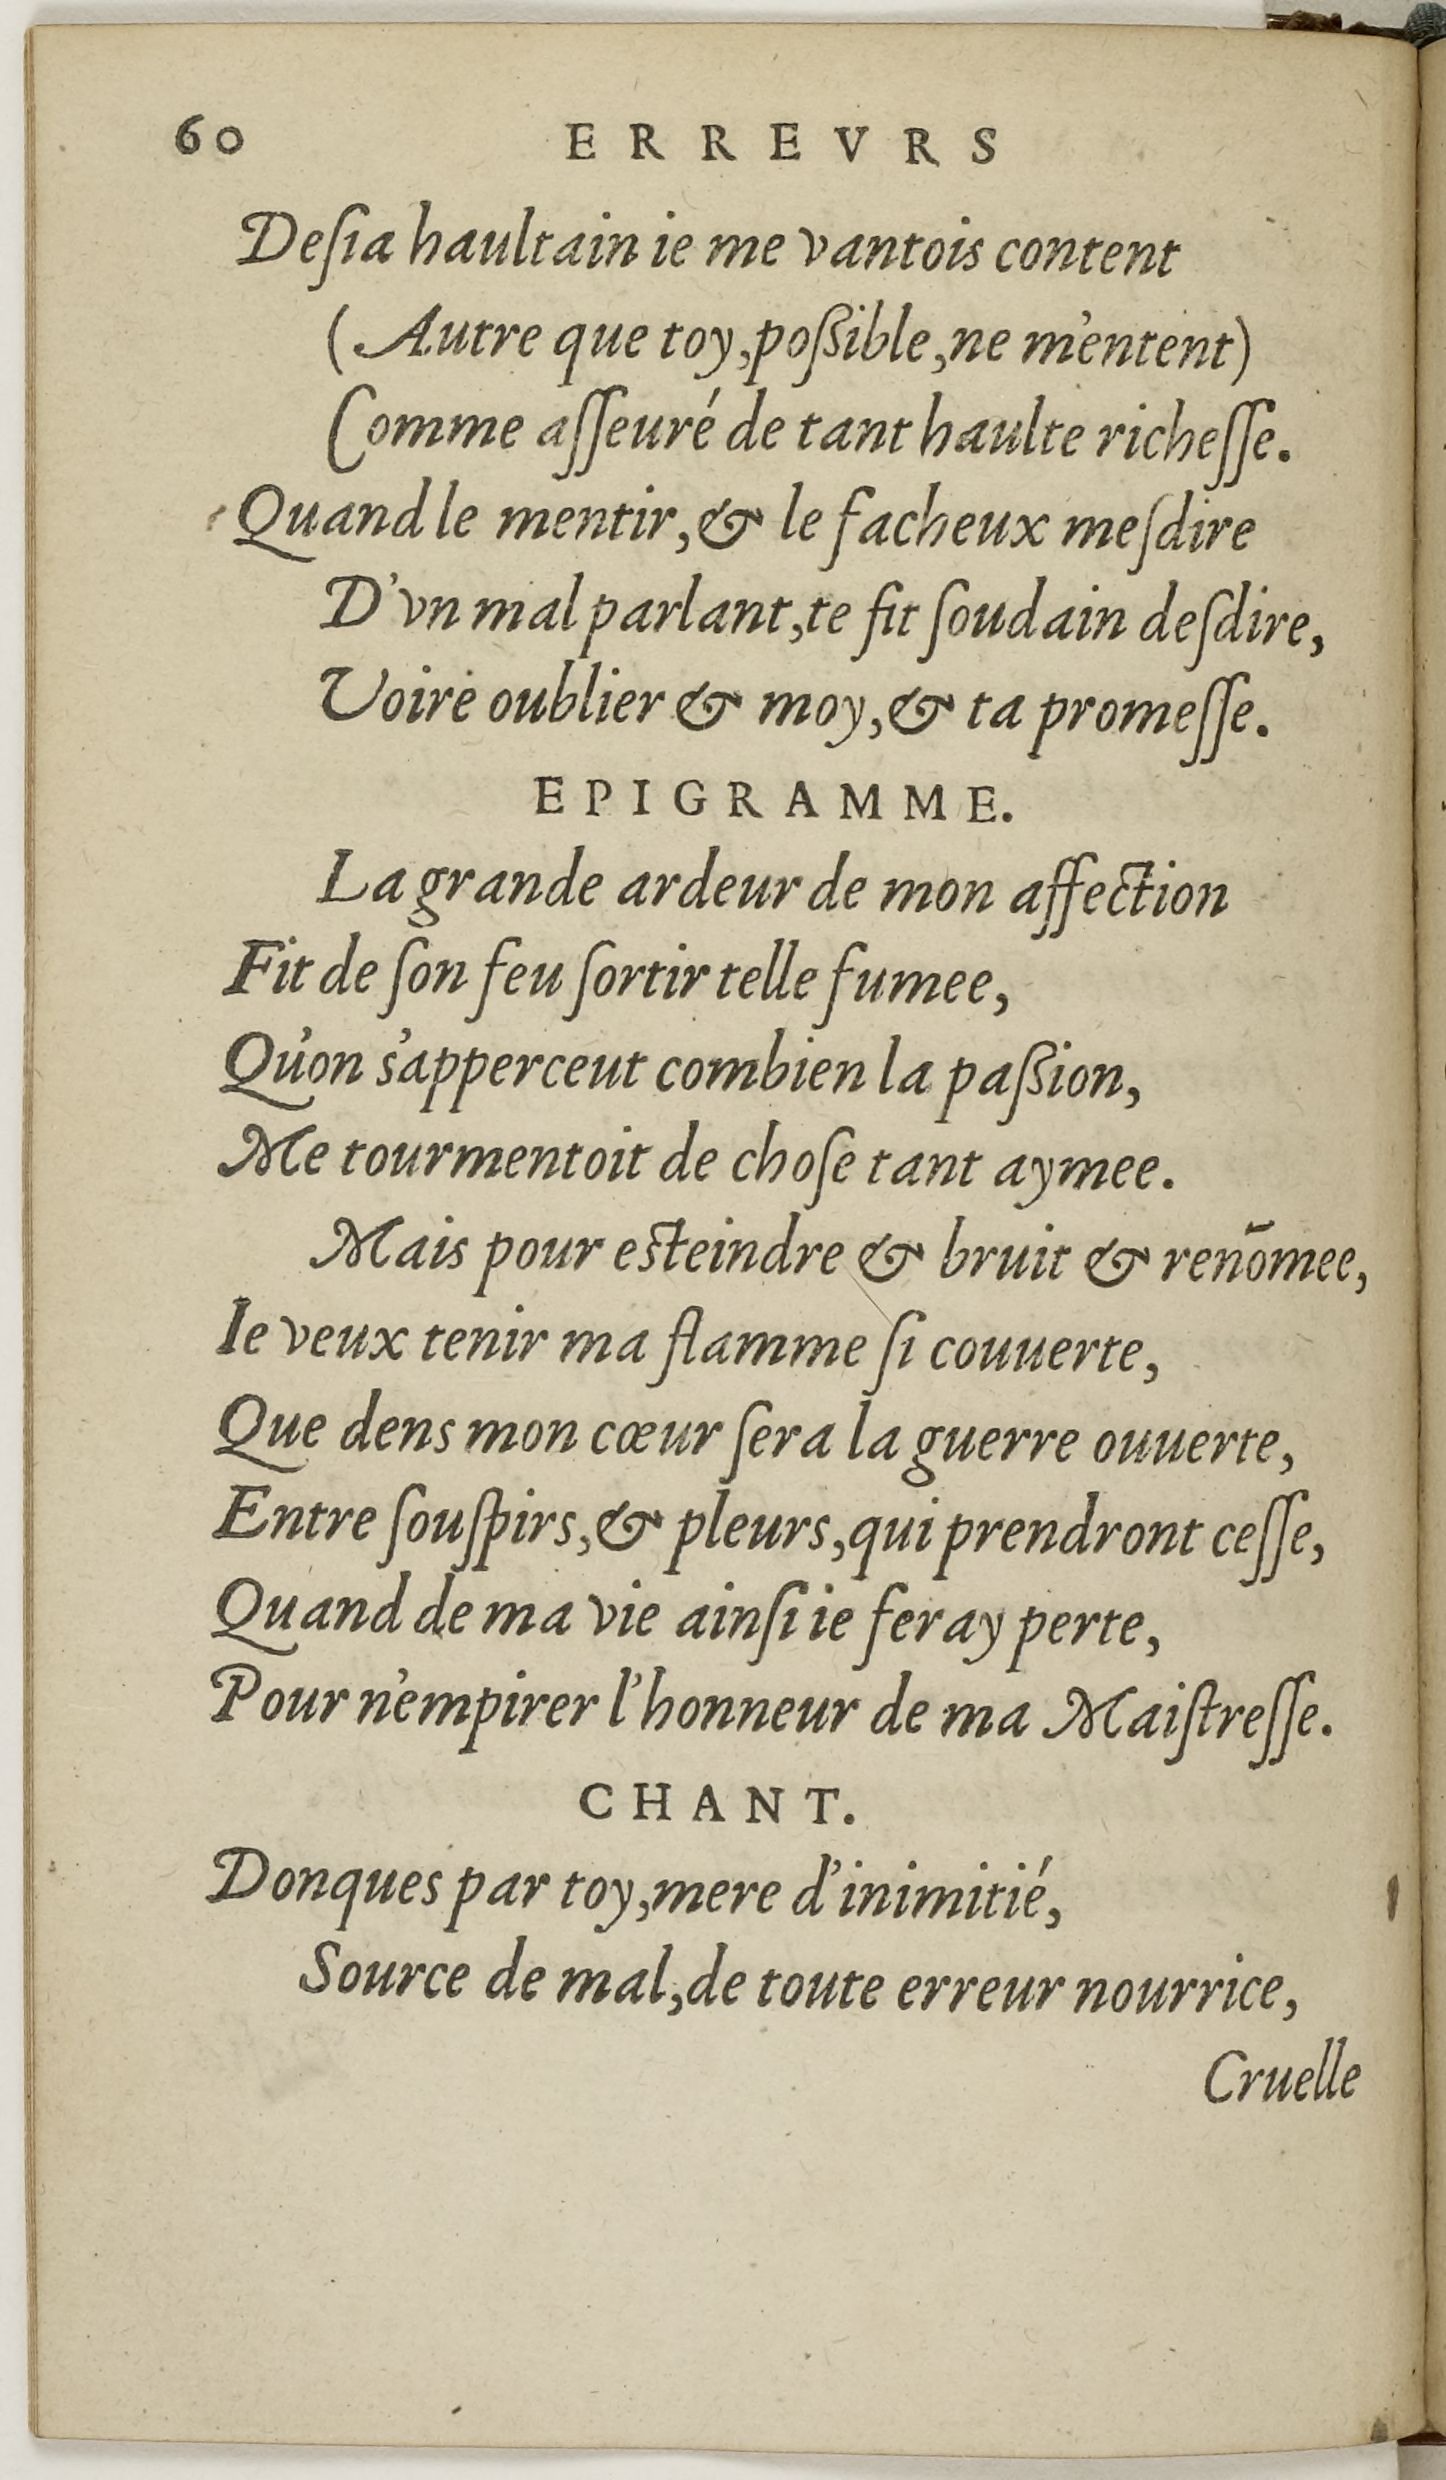 60 ERREVRS
Deſia haultain ie me vantois content
(Autre que toy, poſsible, ne m'entent)
Comme aſſeuré de tant haulte richeſſe.
Quand le mentir, & le facheux meſdire
D'vn mal parlant, te fit ſoudain deſdire,
Voire oublier & moy, & ta promeſſe.
EPIGRAMME.
La grande ardeur de mon affection
Fit de ſon feu ſortir telle fumee,
Qu'on s'apperceut combien la paſsion,
Me tourmentoit de choſe tant aymee.
Mais pour eſteindre & bruit & renõmee,
Ie veux tenir ma flamme ſi couuerte,
Que dens mon cœur ſera la guerre ouuerte,
Entre ſouſpirs, & pleurs, qui prendront ceſſe,
Quand de ma vie ainſi ie feray perte,
Pour n'empirer l'honneur de ma Maiſtreſſe.
CHANT.
Donques par toy, mere d'inimitié,
Source de mal, de toute erreur nourrice,
Cruelle